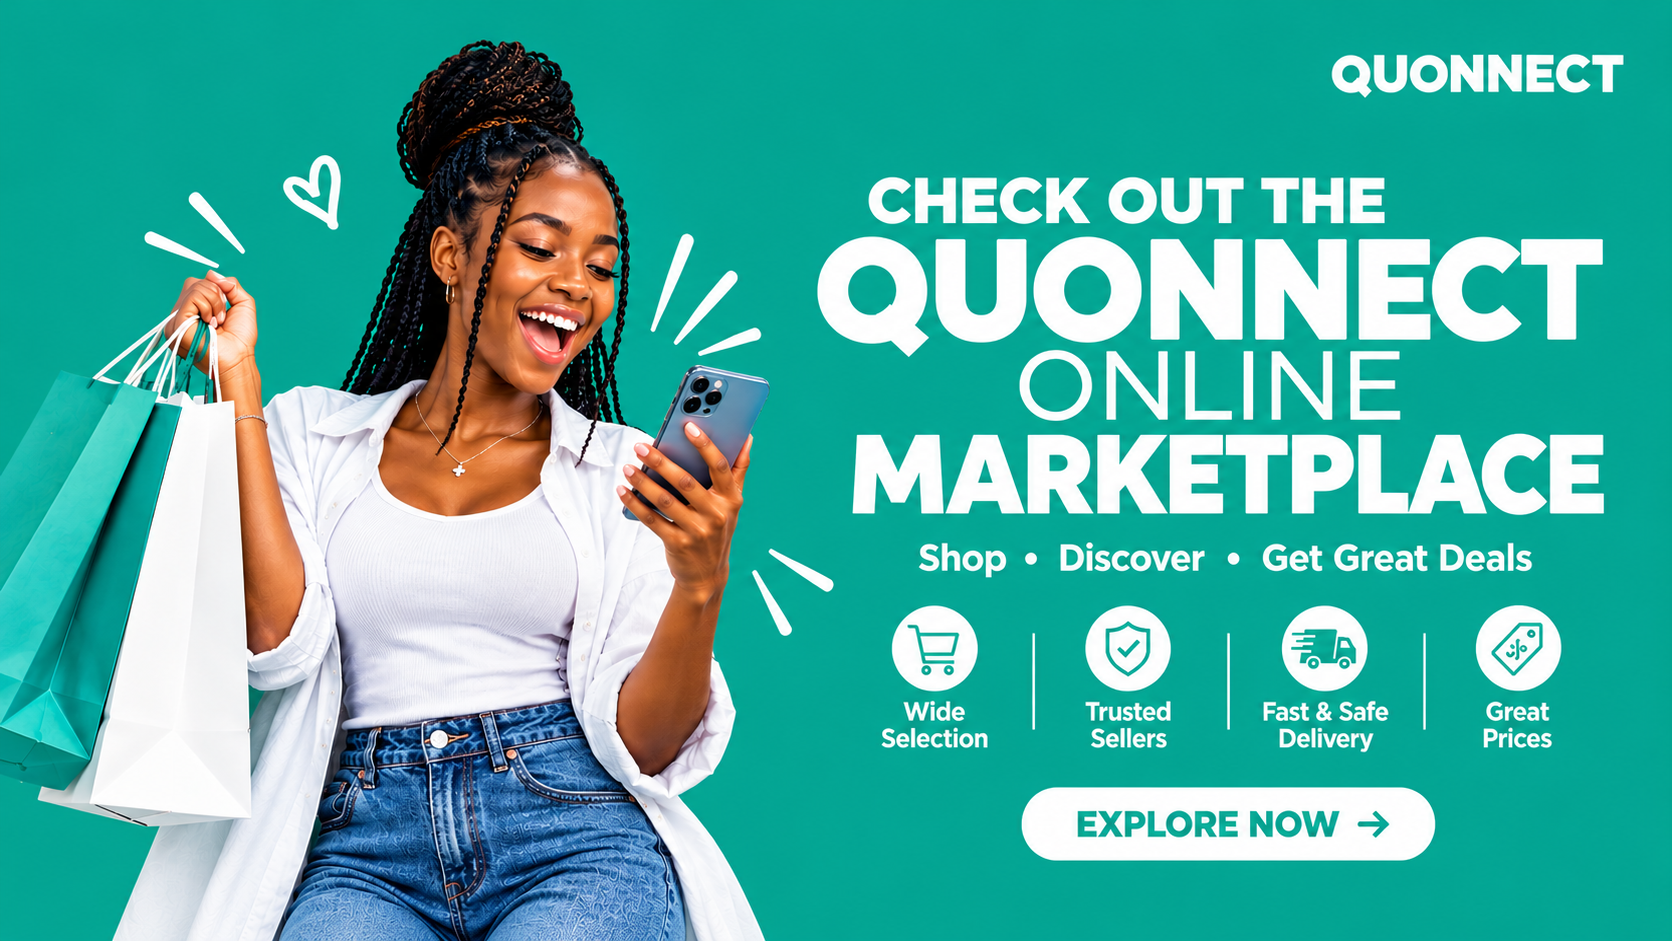 QUONNECT
CHECK OUT THE
QUONNECT
ONLINE
MARKETPLACE
Shop • Discover • Get Great Deals
Wide
Selection
Trusted
Sellers
Fast & Safe
Delivery
Great
Prices
EXPLORE NOW →